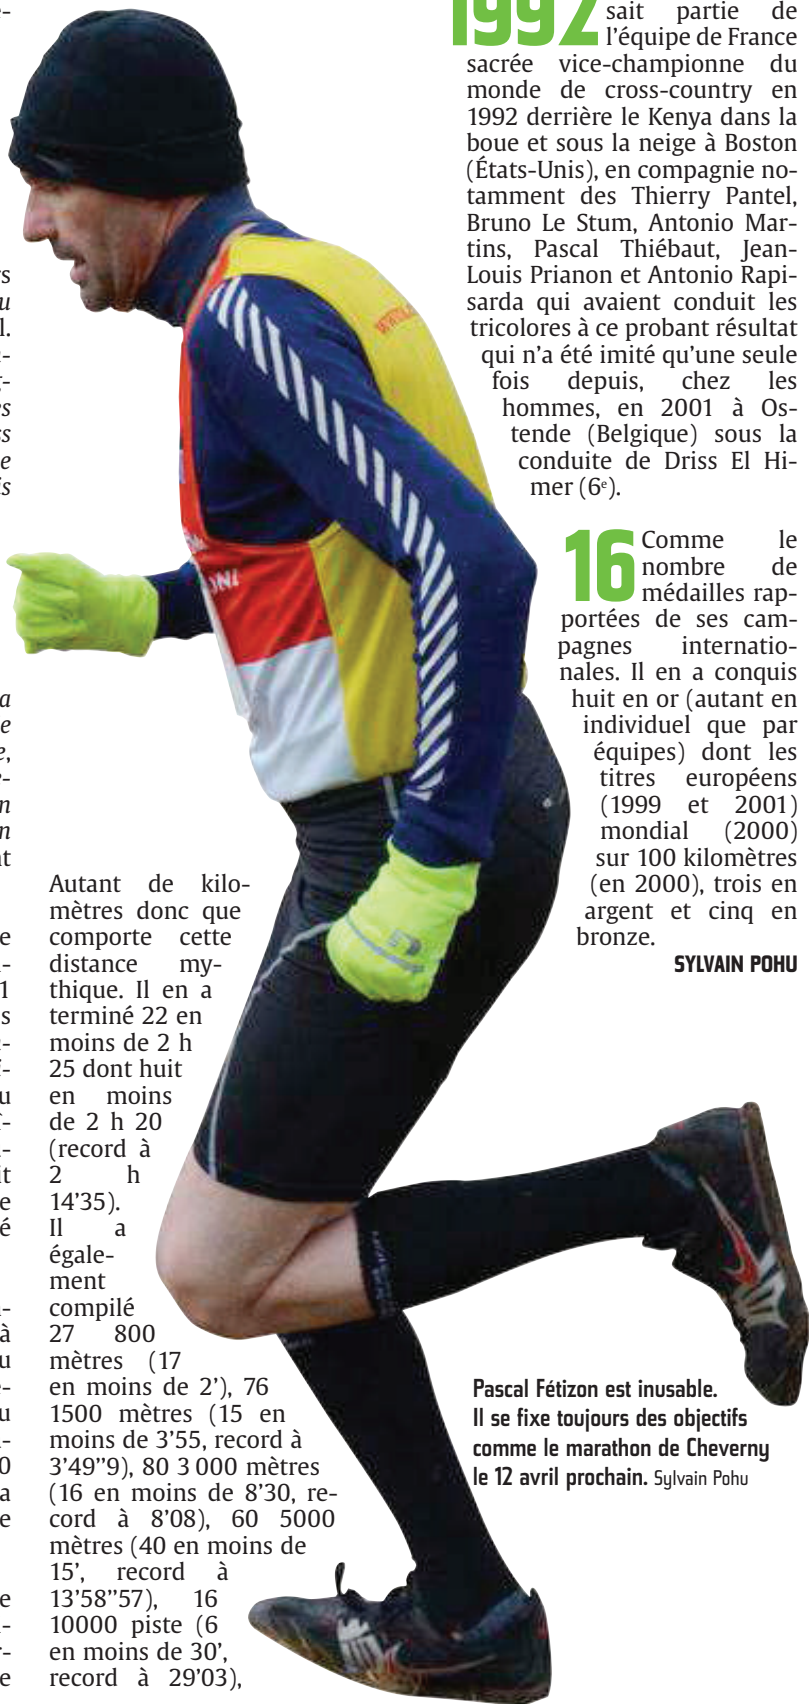 Autant de kilo-
mètres donc que
comporte cette
distance my-
thique. Il en a
terminé 22 en
moins de 2 h
25 dont huit
en moins
de 2 h 20
(record à
2 h
14’35).
Il a
égale-
ment
compilé
27 800
mètres (17
en moins de 2’), 76
1500 mètres (15 en
moins de 3’55, record à
3’49’’9), 80 3 000 mètres
(16 en moins de 8’30, re-
cord à 8’08), 60 5000
mètres (40 en moins de
15’, record à
13’58’’57), 16
10000 piste (6
en moins de 30’,
record à 29’03),
1992 sait partie de
l’équipe de France
sacrée vice-championne du
monde de cross-country en
1992 derrière le Kenya dans la
boue et sous la neige à Boston
(États-Unis), en compagnie no-
tamment des Thierry Pantel,
Bruno Le Stum, Antonio Mar-
tins, Pascal Thiébaut, Jean-
Louis Prianon et Antonio Rapi-
sarda qui avaient conduit les
tricolores à ce probant résultat
qui n’a été imité qu’une seule
fois depuis, chez les
hommes, en 2001 à Os-
tende (Belgique) sous la
conduite de Driss El Hi-
mer (6e).
16 Comme le
nombre de
médailles rap-
portées de ses cam-
pagnes internatio-
nales. Il en a conquis
huit en or (autant en
individuel que par
équipes) dont les
titres européens
(1999 et 2001)
mondial (2000)
sur 100 kilomètres
(en 2000), trois en
argent et cinq en
bronze.
SYLVAIN POHU
Pascal Fétizon est inusable.
Il se fixe toujours des objectifs
comme le marathon de Cheverny
le 12 avril prochain. Sylvain Pohu